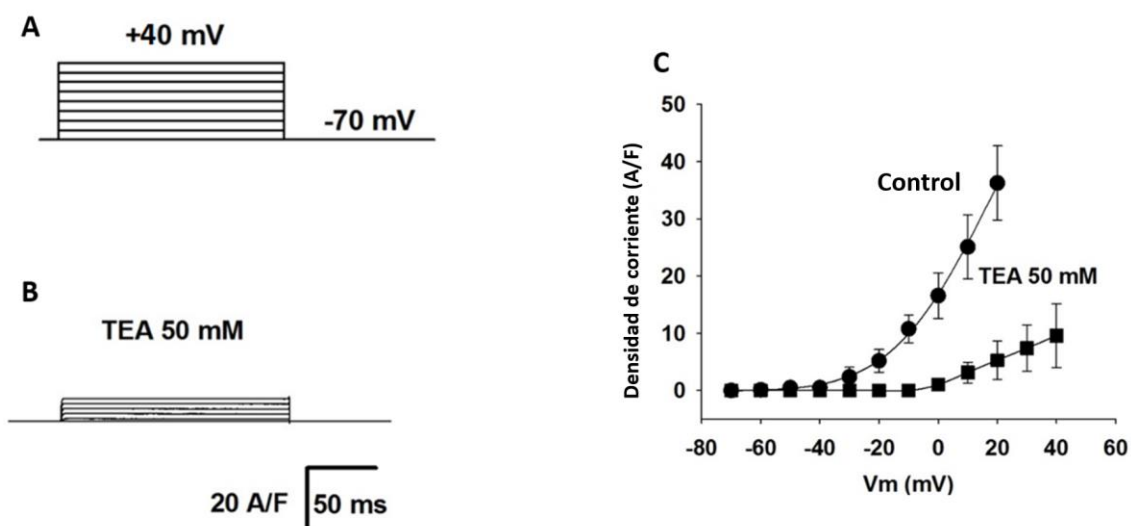 A
+40 mV
-70 mV
B
TEA 50 mM
20 A/F
50 ms
C
Densidad de corriente (A/F)
50
40
30
20
10
0
Control
TEA 50 mM
-80 -60 -40 -20 0 20 40 60
Vm (mV)